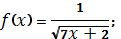 f(x) = 1/√(7x + 2);